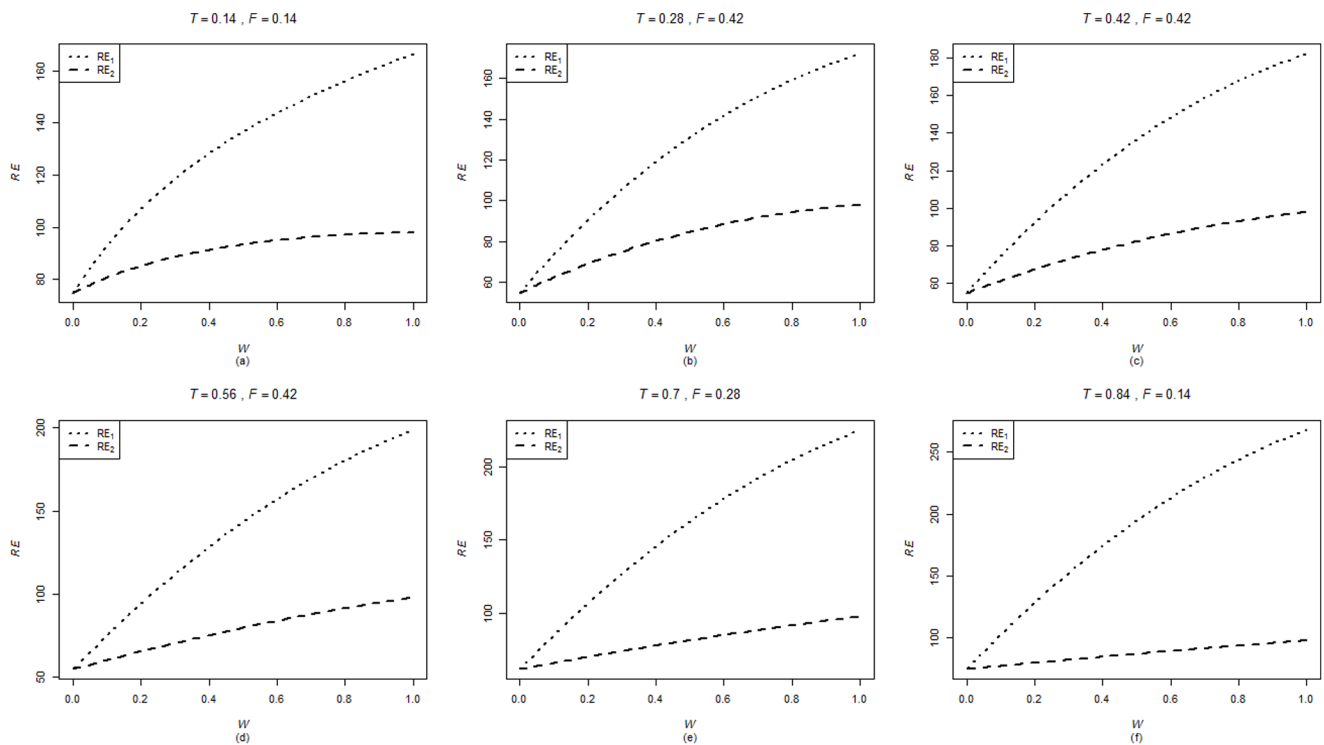 T = 0.14 , F = 0.14
RE1
RE2
RE
160
140
120
100
80
0.0 0.2 0.4 0.6 0.8 1.0
W
(a)
T = 0.28 , F = 0.42
RE1
RE2
RE
160
140
120
100
80
60
0.0 0.2 0.4 0.6 0.8 1.0
W
(b)
T = 0.42 , F = 0.42
RE1
RE2
RE
180
160
140
120
100
80
60
0.0 0.2 0.4 0.6 0.8 1.0
W
(c)
T = 0.56 , F = 0.42
RE1
RE2
RE
200
150
100
50
0.0 0.2 0.4 0.6 0.8 1.0
W
(d)
T = 0.7 , F = 0.28
RE1
RE2
RE
200
150
100
0.0 0.2 0.4 0.6 0.8 1.0
W
(e)
T = 0.84 , F = 0.14
RE1
RE2
RE
250
200
150
100
0.0 0.2 0.4 0.6 0.8 1.0
W
(f)